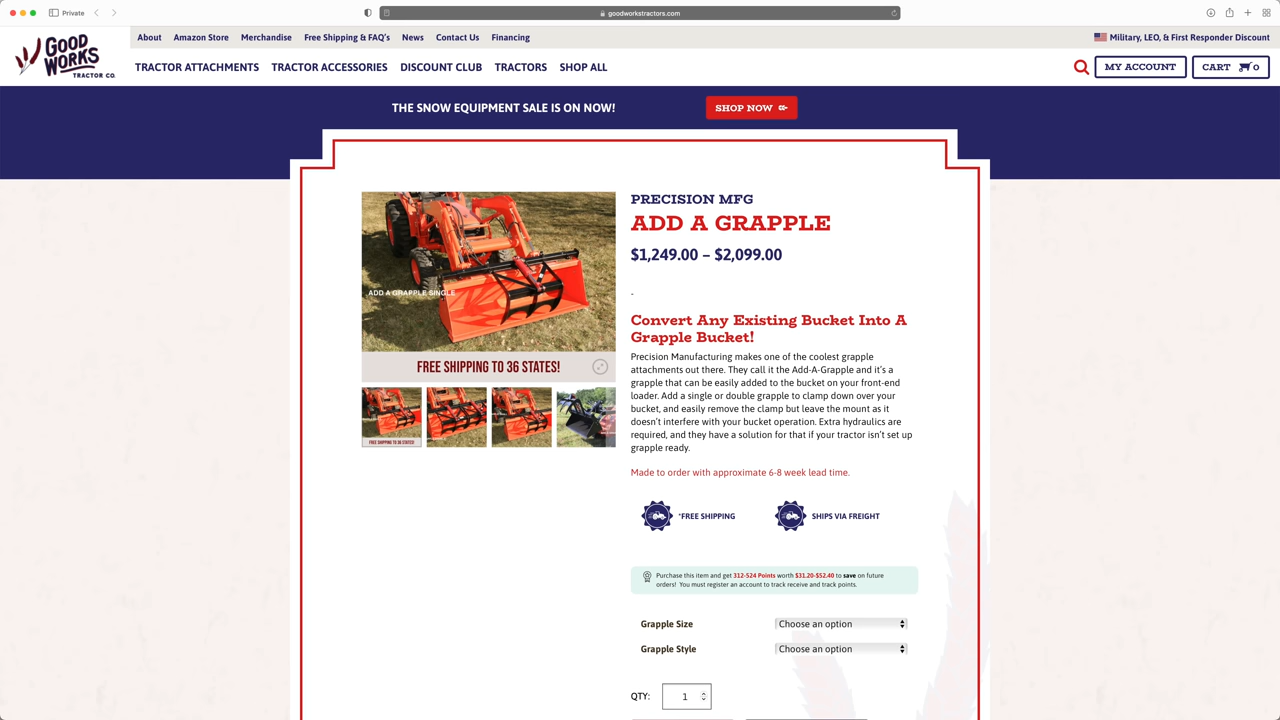 Private
goodworkstractors.com
GOOD
WORKS
TRACTOR CO.
About Amazon Store Merchandise Free Shipping & FAQ's News Contact Us Financing
Military, LEO, & First Responder Discount
TRACTOR ATTACHMENTS TRACTOR ACCESSORIES DISCOUNT CLUB TRACTORS SHOP ALL
MY ACCOUNT
CART 0
THE SNOW EQUIPMENT SALE IS ON NOW!
SHOP NOW
ADD A GRAPPLE SINGLE
FREE SHIPPING TO 36 STATES!
FREE SHIPPING TO 36 STATES!
PRECISION MFG
ADD A GRAPPLE
$1,249.00 – $2,099.00
-
Convert Any Existing Bucket Into A
Grapple Bucket!
Precision Manufacturing makes one of the coolest grapple
attachments out there. They call it the Add-A-Grapple and it's a
grapple that can be easily added to the bucket on your front-end
loader. Add a single or double grapple to clamp down over your
bucket, and easily remove the clamp but leave the mount as it
doesn't interfere with your bucket operation. Extra hydraulics are
required, and they have a solution for that if your tractor isn't set up
grapple ready.
Made to order with approximate 6-8 week lead time.
*FREE SHIPPING
SHIPS VIA FREIGHT
Purchase this item and get 312-524 Points worth $31.20-$52.40 to save on future
orders! You must register an account to track receive and track points.
Grapple Size Choose an option
Grapple Style Choose an option
QTY: 1